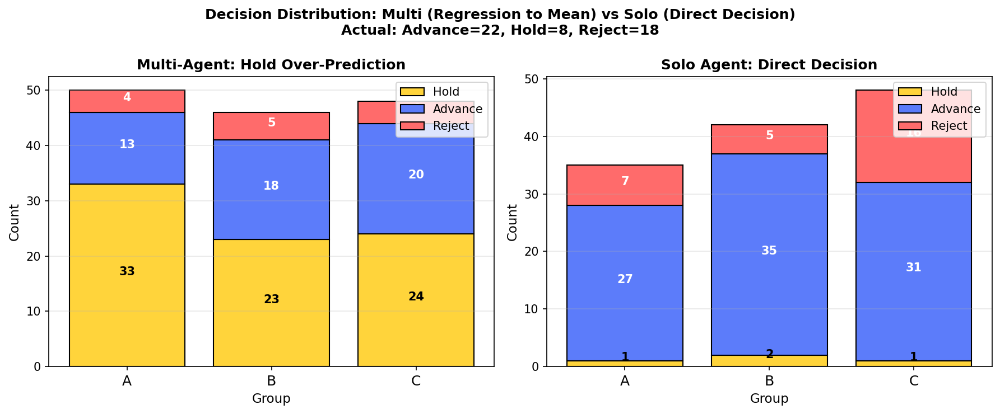 Decision Distribution: Multi (Regression to Mean) vs Solo (Direct Decision)
Actual: Advance=22, Hold=8, Reject=18
Multi-Agent: Hold Over-Prediction
Hold
Advance
Reject
Count
50
40
30
20
10
0
4
13
33
5
18
23
20
24
A
B
C
Group
Solo Agent: Direct Decision
Hold
Advance
Reject
Count
50
40
30
20
10
0
7
27
1
5
35
2
16
31
1
A
B
C
Group